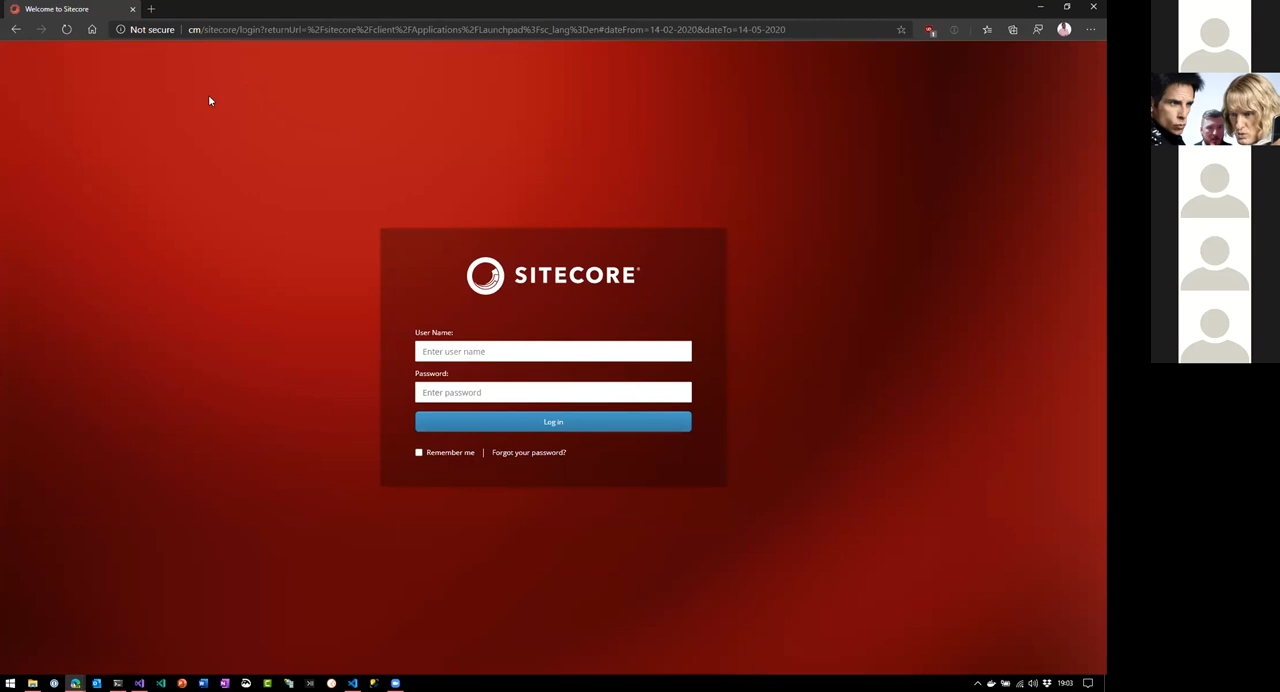 Welcome to Sitecore
Not secure
cm/sitecore/login?returnUrl=%2Fsitecore%2Fclient%2FApplications%2FLaunchpad%3Fsc_lang%3Den#dateFrom=14-02-2020&dateTo=14-05-2020
SITECORE
User Name:
Enter user name
Password:
Enter password
Log in
Remember me | Forgot your password?
19:03